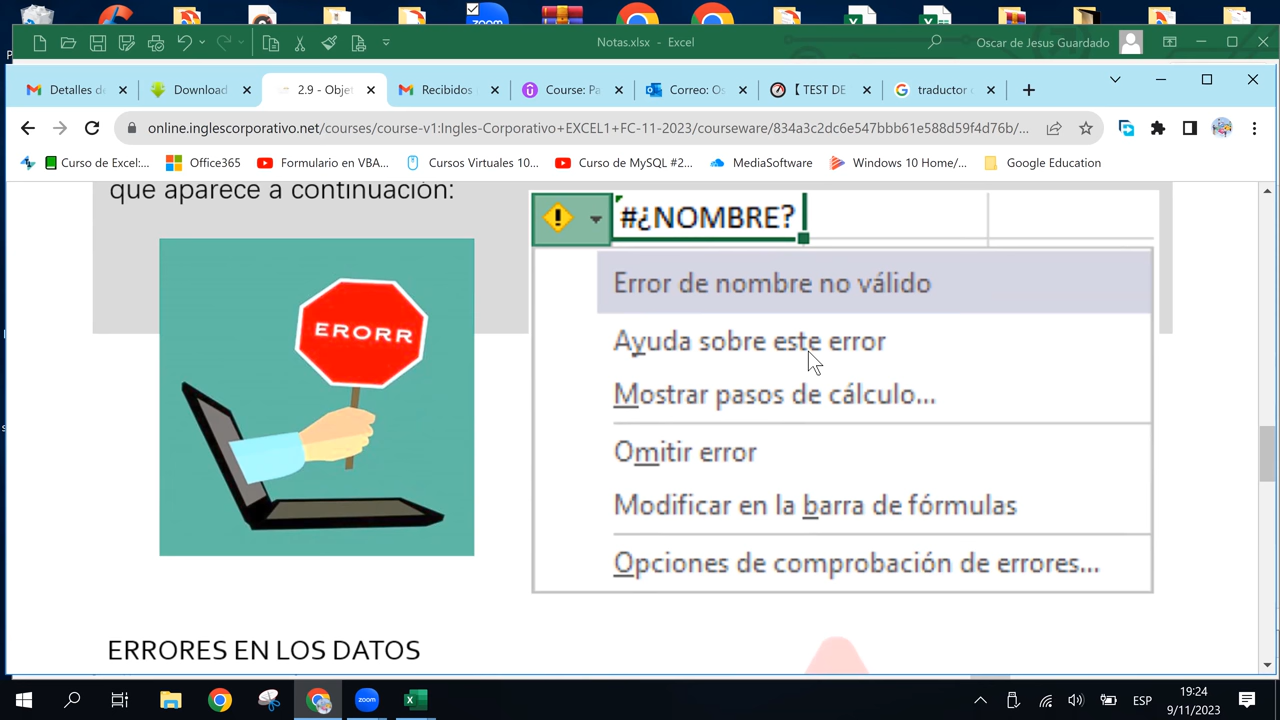 Notas.xlsx - Excel
Oscar de Jesus Guardado
Detalles de
Download
2.9 - Objet
Recibidos
Course: Pa
Correo: Os
【 TEST DE
traductor
online.inglescorporativo.net/courses/course-v1:Ingles-Corporativo+EXCEL1+FC-11-2023/courseware/834a3c2dc6e547bbb61e588d59f4d76b/...
Curso de Excel:...
Office365
Formulario en VBA...
Cursos Virtuales 10...
Curso de MySQL #2...
MediaSoftware
Windows 10 Home/...
Google Education
que aparece a continuación:
#¿NOMBRE?
Error de nombre no válido
Ayuda sobre este error
Mostrar pasos de cálculo...
Omitir error
Modificar en la barra de fórmulas
Opciones de comprobación de errores...
ERORR
ERRORES EN LOS DATOS
zoom
ESP
19:24
9/11/2023